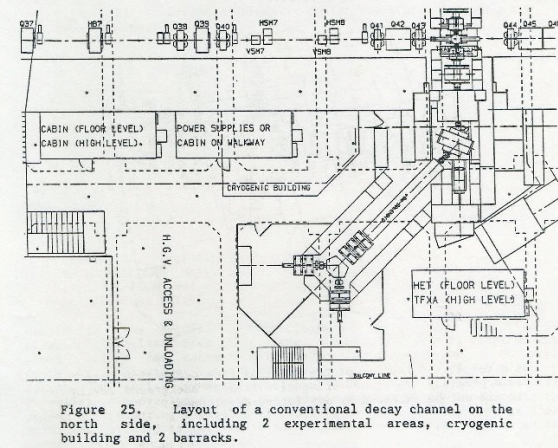 Q37
MB7
Q38
Q39
Q40
VSM7
HSM7
VSM8
HSM8
Q41
Q42
Q43
Q44
Q45
CABIN (FLOOR LEVEL)
CABIN (HIGH LEVEL)
POWER SUPPLIES OR
CABIN ON WALKWAY
CRYOGENIC BUILDING
H.G.V. ACCESS & UNLOADING
HET (FLOOR LEVEL)
TFXA (HIGH LEVEL)
BALCONY LINE
Figure 25. Layout of a conventional decay channel on the
north side, including 2 experimental areas, cryogenic
building and 2 barracks.